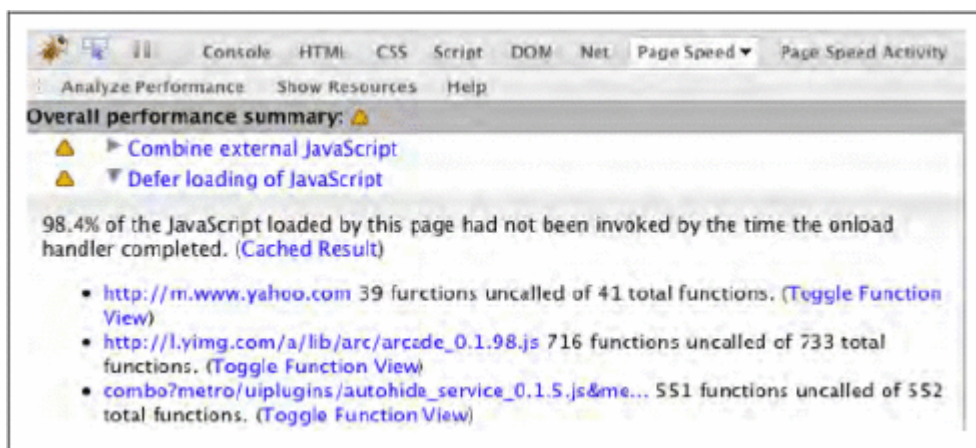 Console HTML CSS Script DOM Net Page Speed ▼ Page Speed Activity
Analyze Performance Show Resources Help
Overall performance summary:
Combine external JavaScript
Defer loading of JavaScript
98.4% of the JavaScript loaded by this page had not been invoked by the time the onload
handler completed. (Cached Result)
• http://m.www.yahoo.com 39 functions uncalled of 41 total functions. (Toggle Function
View)
• http://l.yimg.com/a/lib/arc/arcade_0.1.98.js 716 functions uncalled of 733 total
functions. (Toggle Function View)
• combo?metro/uiplugins/autohide_service_0.1.5.js&me... 551 functions uncalled of 552
total functions. (Toggle Function View)